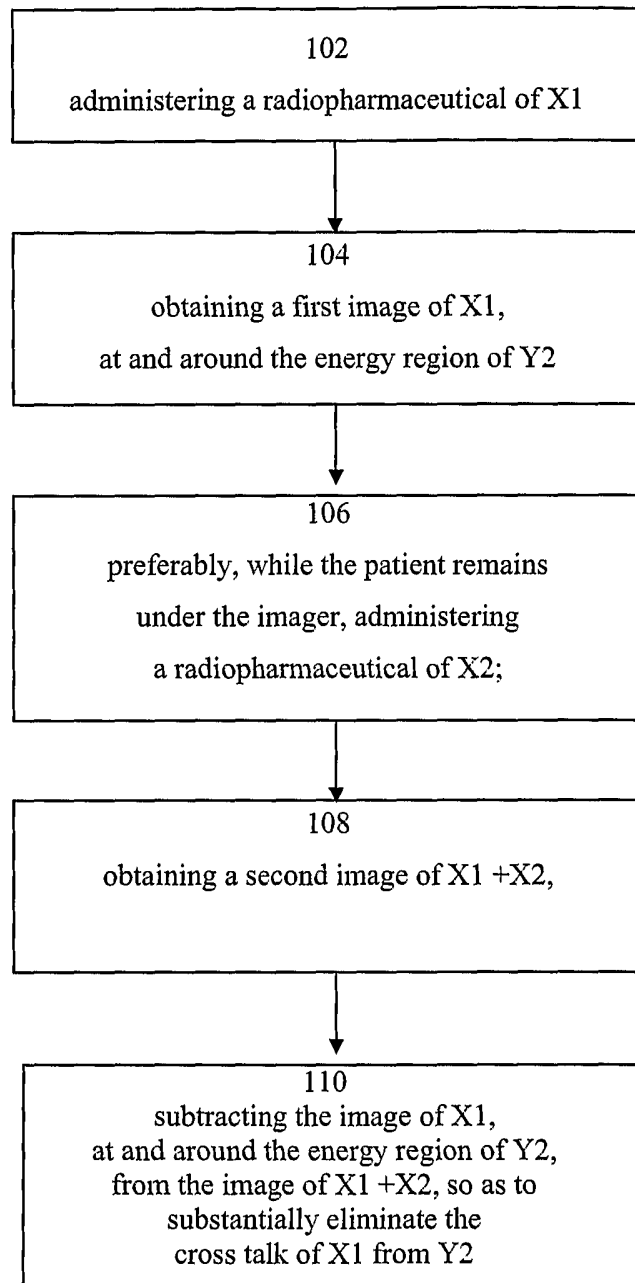 102
administering a radiopharmaceutical of X1
104
obtaining a first image of X1,
at and around the energy region of Y2
106
preferably, while the patient remains
under the imager, administering
a radiopharmaceutical of X2;
108
obtaining a second image of X1 +X2,
110
subtracting the image of X1,
at and around the energy region of Y2,
from the image of X1 +X2, so as to
substantially eliminate the
cross talk of X1 from Y2